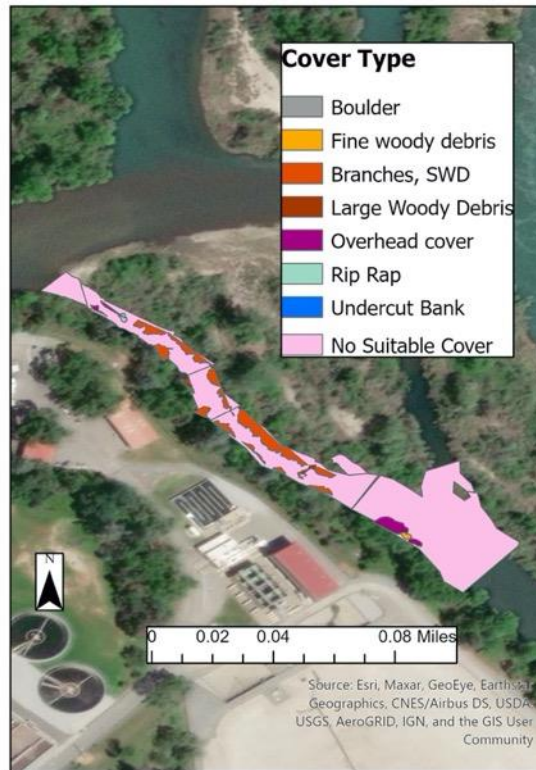 Cover Type
Boulder
Fine woody debris
Branches, SWD
Large Woody Debris
Overhead cover
Rip Rap
Undercut Bank
No Suitable Cover
N
0 0.02 0.04 0.08 Miles
Source: Esri, Maxar, GeoEye, Earthstar
Geographics, CNES/Airbus DS, USDA,
USGS, AeroGRID, IGN, and the GIS User
Community